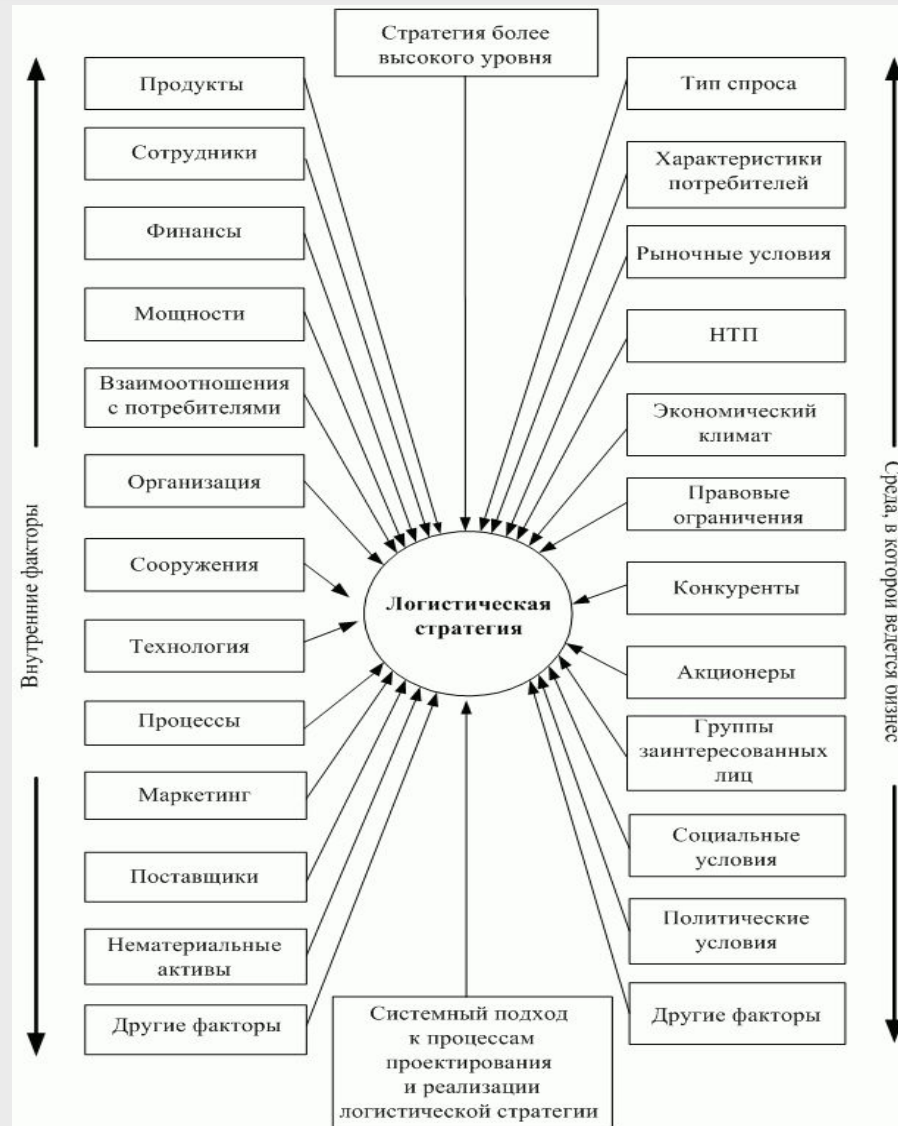 Стратегия более
высокого уровня
Внутренние факторы
Продукты
Сотрудники
Финансы
Мощности
Взаимоотношения
с потребителями
Организация
Сооружения
Технология
Процессы
Маркетинг
Поставщики
Нематериальные
активы
Другие факторы
Логистическая
стратегия
Системный подход
к процессам
проектирования
и реализации
логистической стратегии
Тип спроса
Характеристики
потребителей
Рыночные условия
НТП
Экономический
климат
Правовые
ограничения
Конкуренты
Акционеры
Группы
заинтересованных
лиц
Социальные
условия
Политические
условия
Другие факторы
Среда, в которой ведется бизнес